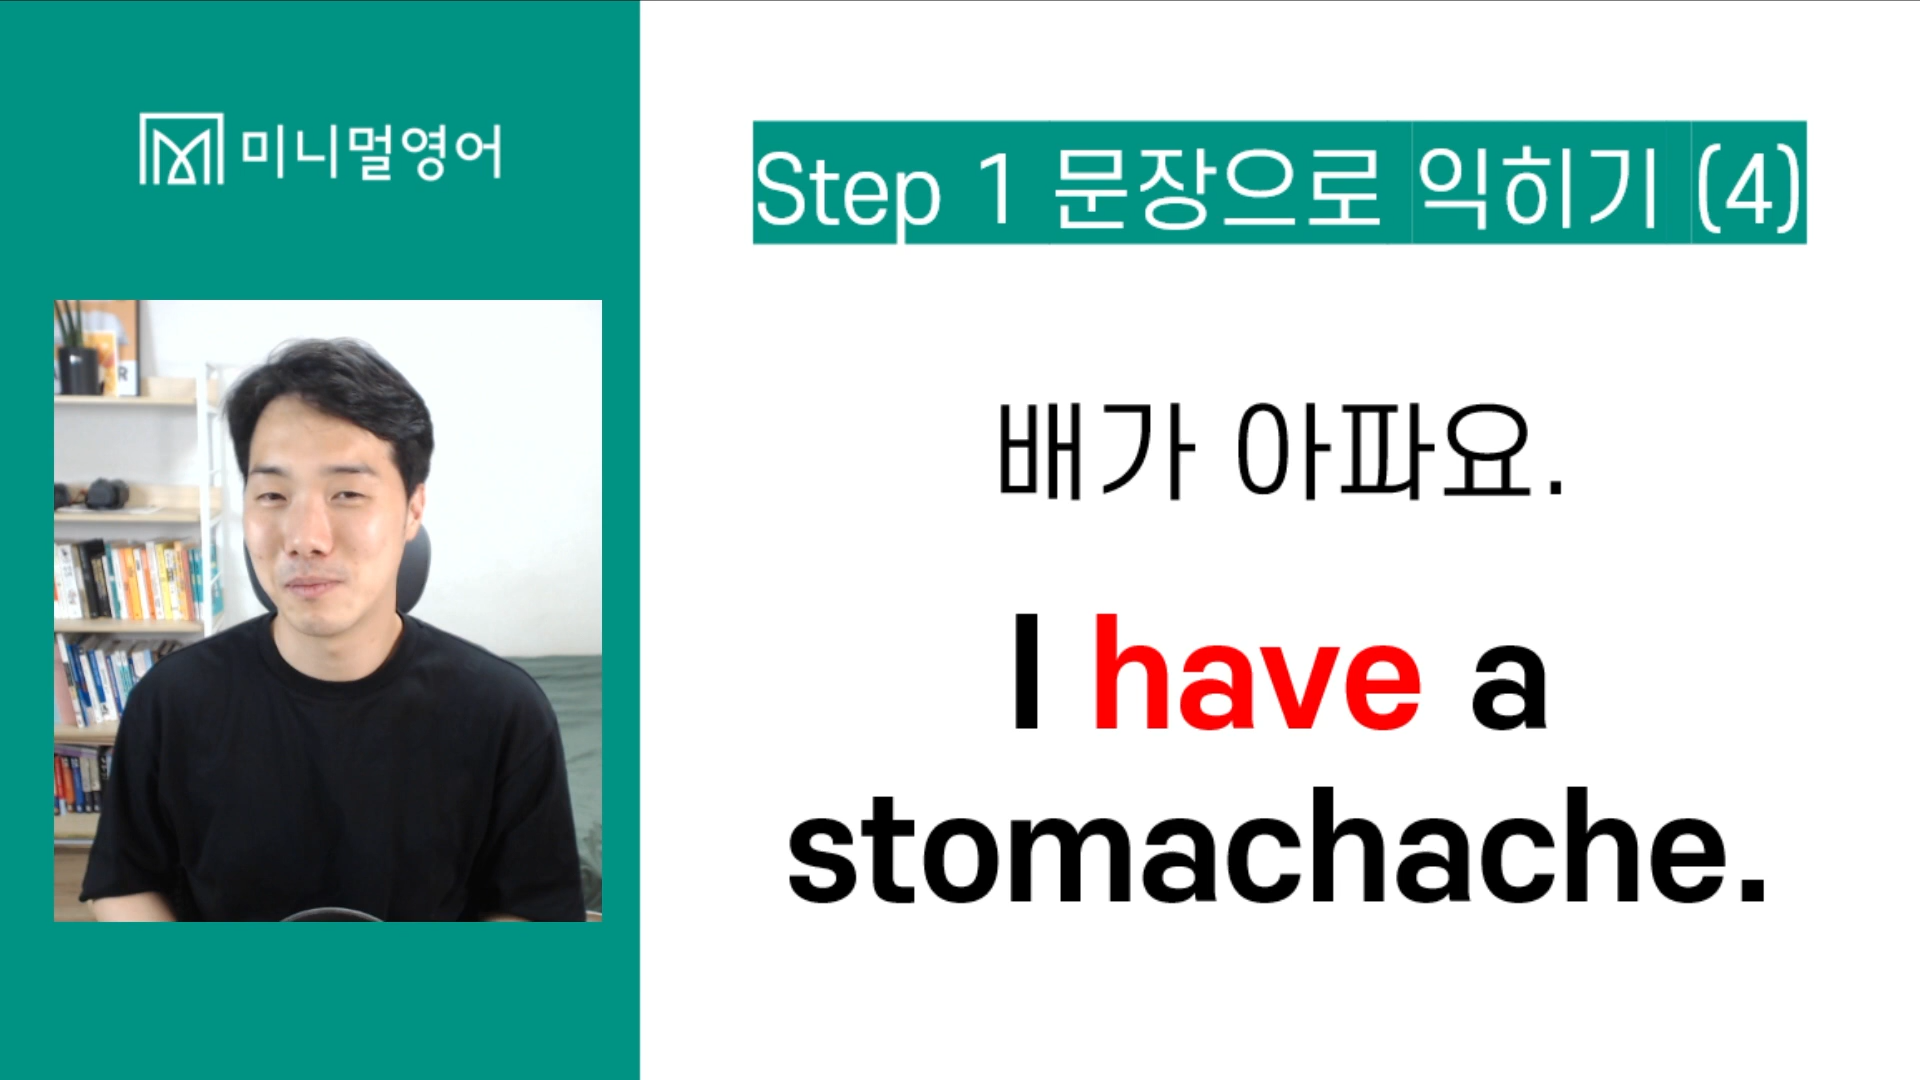 미니멀영어
Step 1 문장으로 익히기 (4)
배가 아파요.
I have a
stomachache.